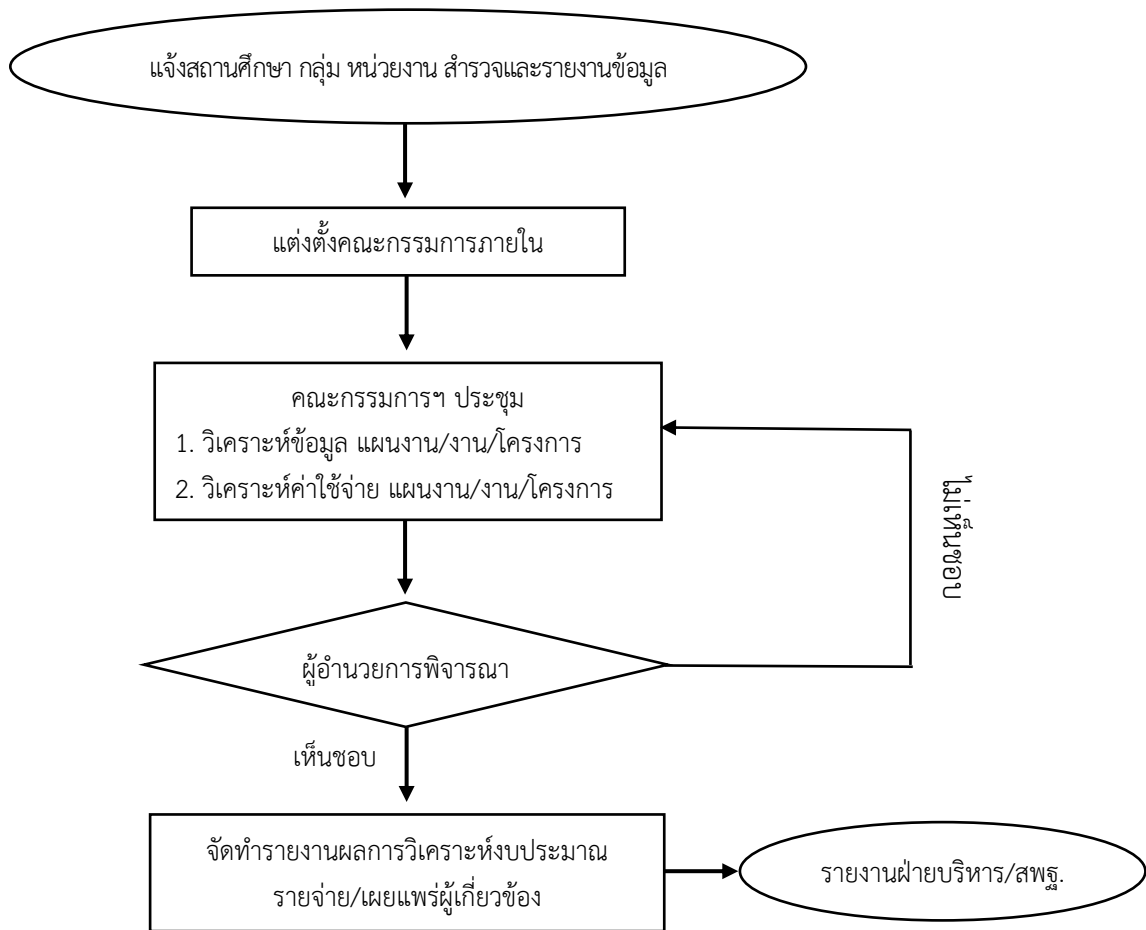 แจ้งสถานศึกษา กลุ่ม หน่วยงาน สำรวจและรายงานข้อมูล
แต่งตั้งคณะกรรมการภายใน
คณะกรรมการฯ ประชุม
1. วิเคราะห์ข้อมูล แผนงาน/งาน/โครงการ
2. วิเคราะห์ค่าใช้จ่าย แผนงาน/งาน/โครงการ
ไม่เห็นชอบ
ผู้อำนวยการพิจารณา
เห็นชอบ
จัดทำรายงานผลการวิเคราะห์งบประมาณ
รายจ่าย/เผยแพร่ผู้เกี่ยวข้อง
รายงานฝ่ายบริหาร/สพฐ.